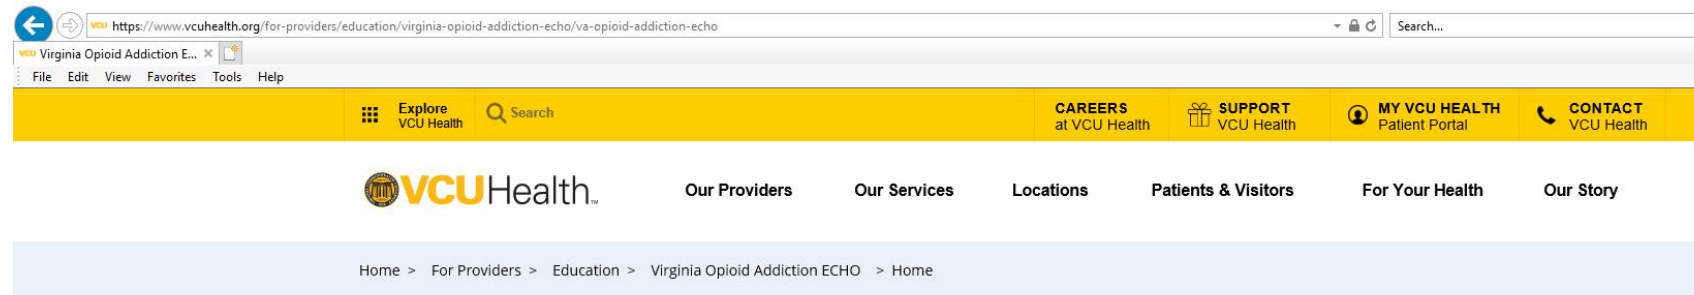 VCU https://www.vcuhealth.org/for-providers/education/virginia-opioid-addiction-echo/va-opioid-addiction-echo Search...
VCU Virginia Opioid Addiction E...
File Edit View Favorites Tools Help
Explore
VCU Health
Search
CAREERS
at VCU Health
SUPPORT
VCU Health
MY VCU HEALTH
Patient Portal
CONTACT
VCU Health
VCUHealth™
Our Providers Our Services Locations Patients & Visitors For Your Health Our Story
Home > For Providers > Education > Virginia Opioid Addiction ECHO > Home